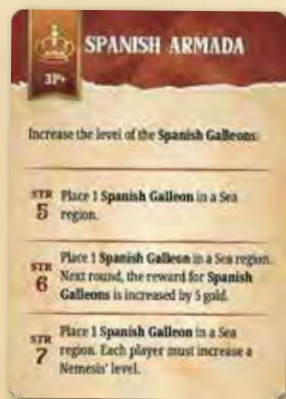 SPANISH ARMADA
3P+
Increase the level of the Spanish Galleons.
STR
5
Place 1 Spanish Galleon in a Sea
region.
STR
6
Place 1 Spanish Galleon in a Sea region.
Next round, the reward for Spanish
Galleons is increased by 5 gold.
STR
7
Place 1 Spanish Galleon in a Sea
region. Each player must increase a
Nemesis' level.